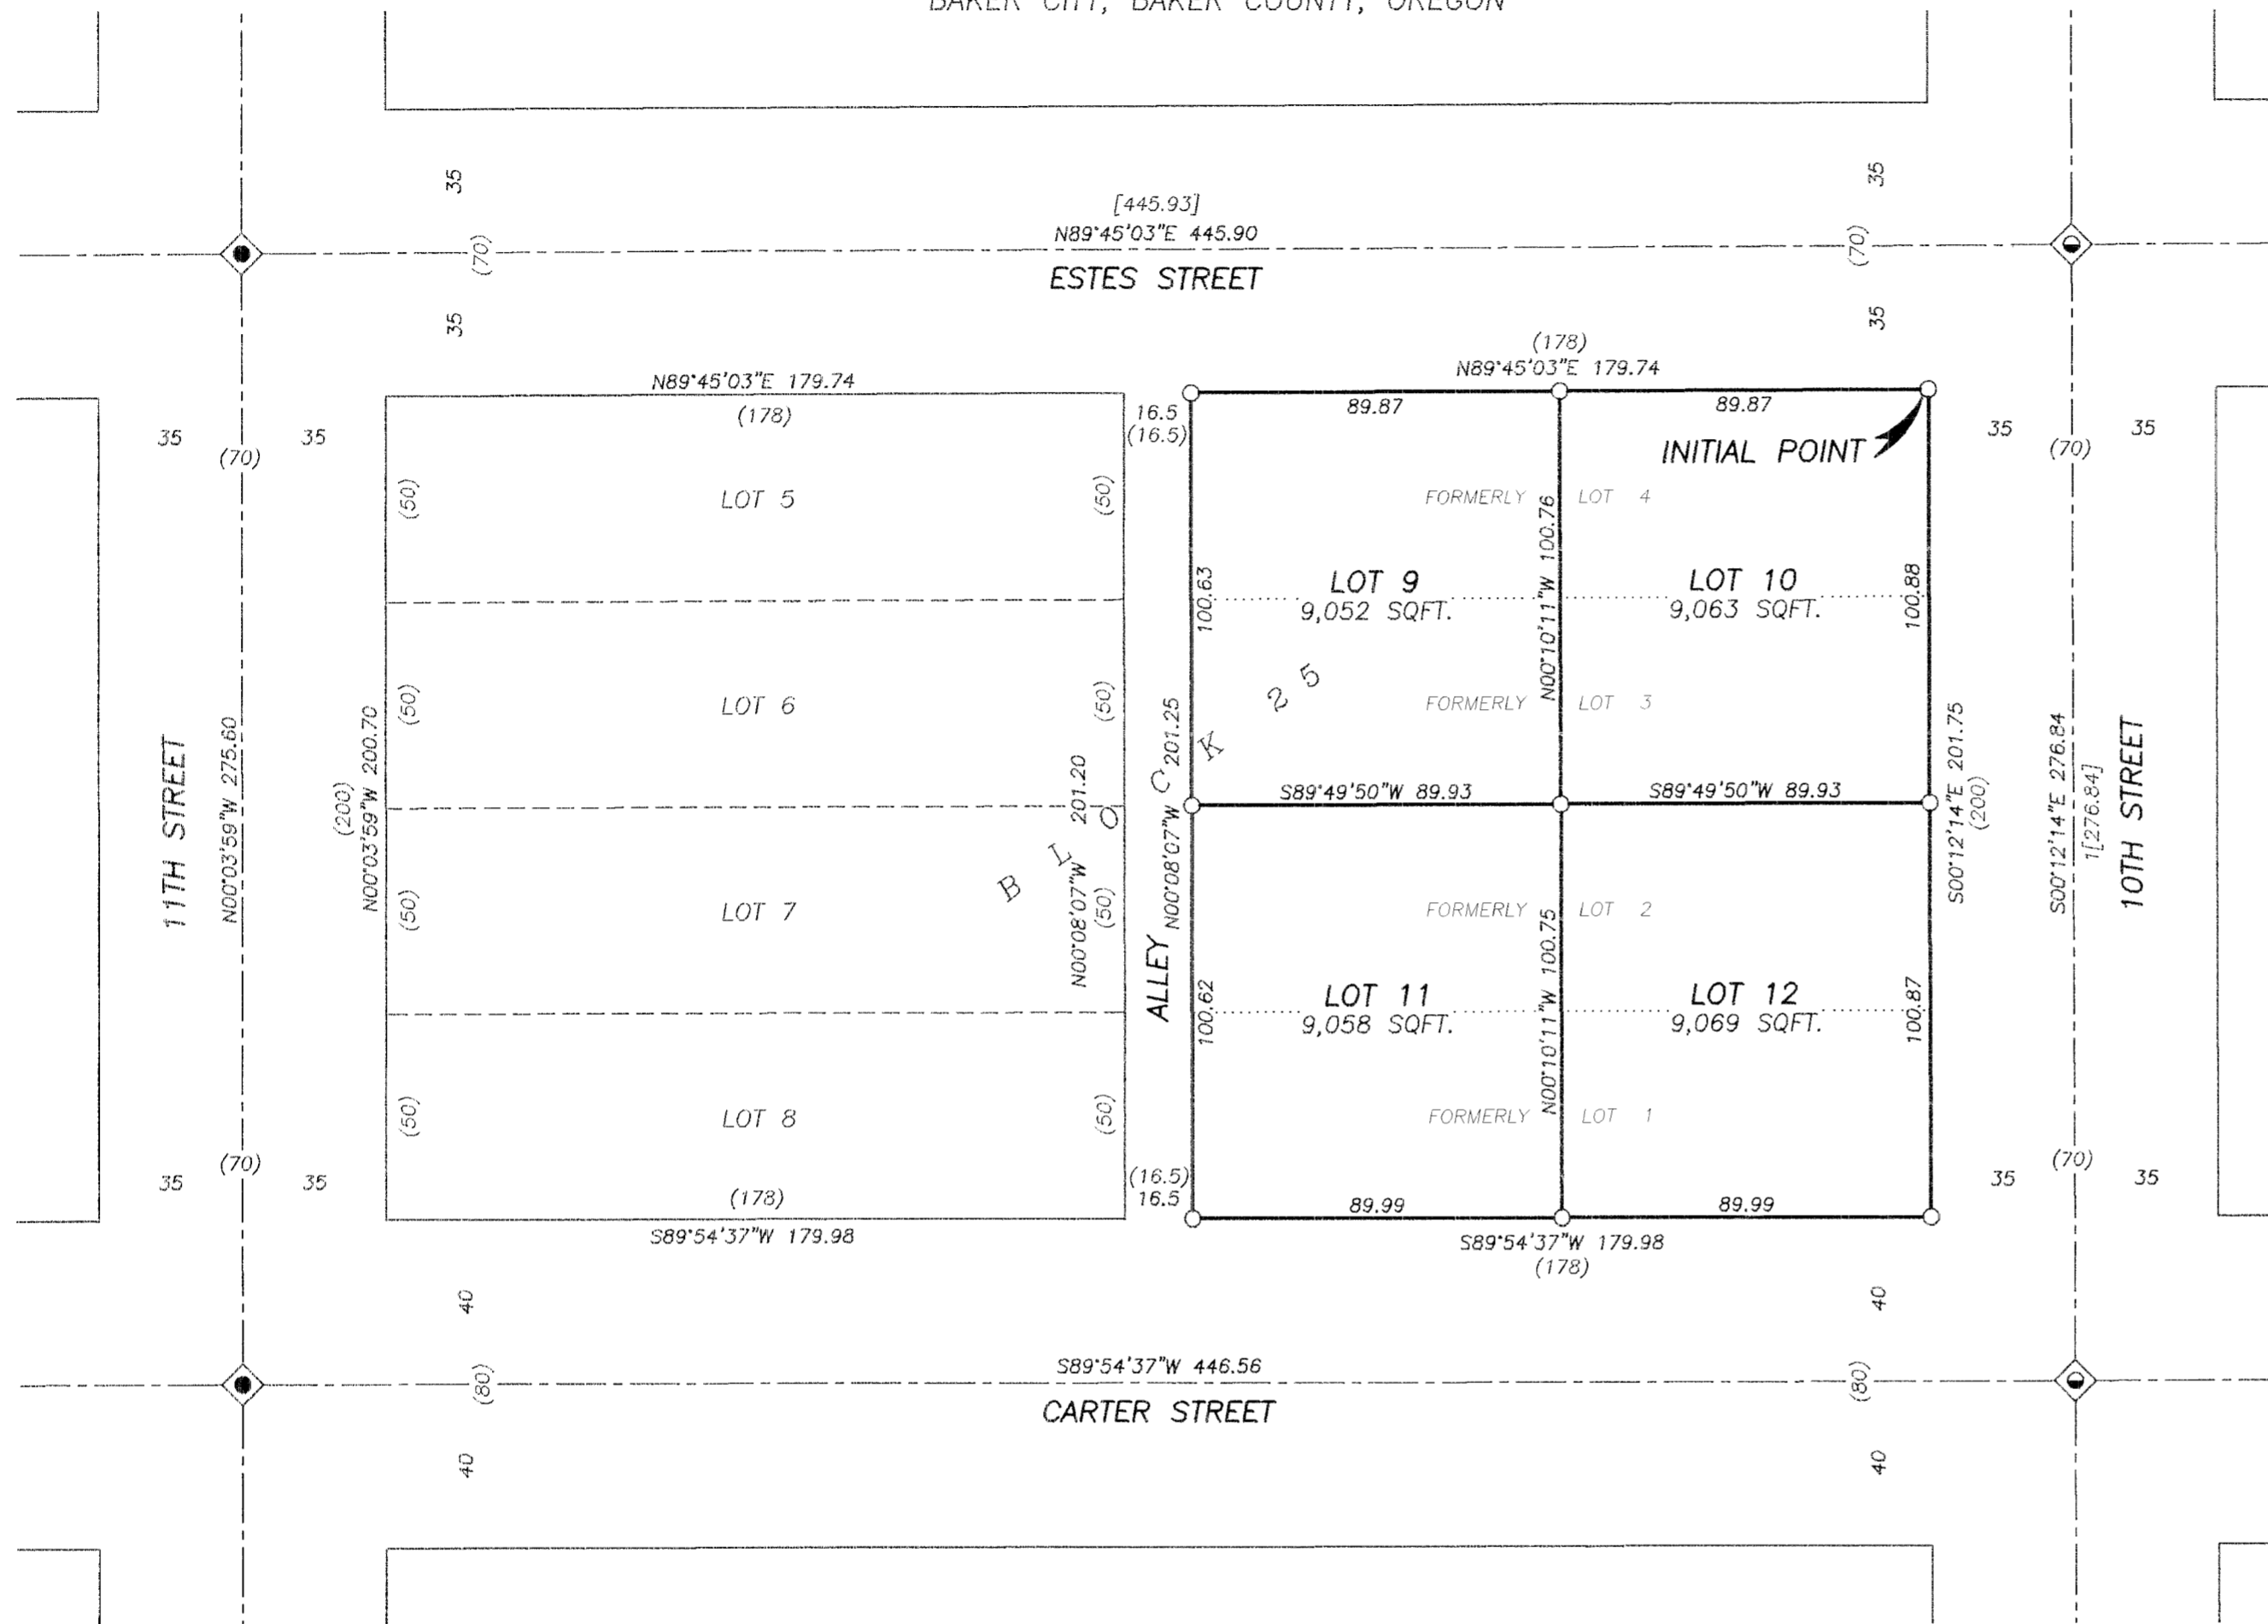 BAKER CITY, BAKER COUNTY, OREGON
35
35
[445.93]
N89°45'03"E 445.90
(70)
(70)
ESTES STREET
35
35
(178)
N89°45'03"E 179.74
N89°45'03"E 179.74
(178)
16.5
(16.5)
89.87
89.87
INITIAL POINT
35
(70)
35
35
(70)
35
LOT 5
(50)
(50)
FORMERLY LOT 4
N00°10'11"W 100.76
LOT 9
9,052 SQFT.
LOT 10
9,063 SQFT.
100.63
100.88
LOT 6
(50)
(50)
FORMERLY LOT 3
BLOCK 25
11TH STREET
N00°03'59"W 275.60
(200)
N00°03'59"W 200.70
N00°08'07"W 201.20
ALLEY
N00°08'07"W 201.25
S89°49'50"W 89.93
S89°49'50"W 89.93
S00°12'14"E 201.75
(200)
S00°12'14"E 276.84
1[276.84]
10TH STREET
LOT 7
(50)
(50)
FORMERLY LOT 2
N00°10'11"W 100.75
LOT 11
9,058 SQFT.
LOT 12
9,069 SQFT.
100.62
100.87
LOT 8
(50)
(50)
FORMERLY LOT 1
35
(70)
35
(16.5)
16.5
35
(70)
35
(178)
S89°54'37"W 179.98
89.99
89.99
S89°54'37"W 179.98
(178)
40
40
S89°54'37"W 446.56
(80)
(80)
CARTER STREET
40
40